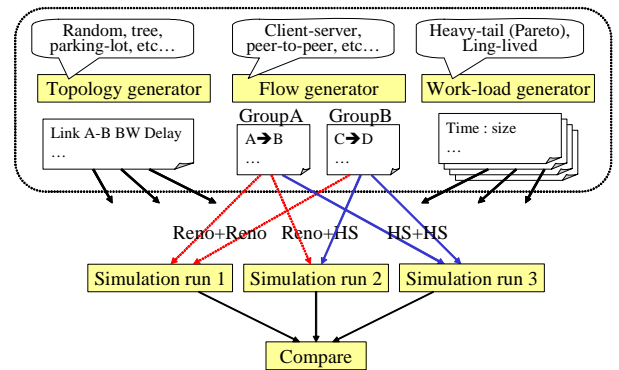 Random, tree,
parking-lot, etc…
Client-server,
peer-to-peer, etc…
Heavy-tail (Pareto),
Ling-lived
Topology generator
Flow generator
Work-load generator
GroupA
GroupB
Link A-B BW Delay
…
A➔B
…
C➔D
…
Time : size
…
Reno+Reno
Reno+HS
HS+HS
Simulation run 1
Simulation run 2
Simulation run 3
Compare